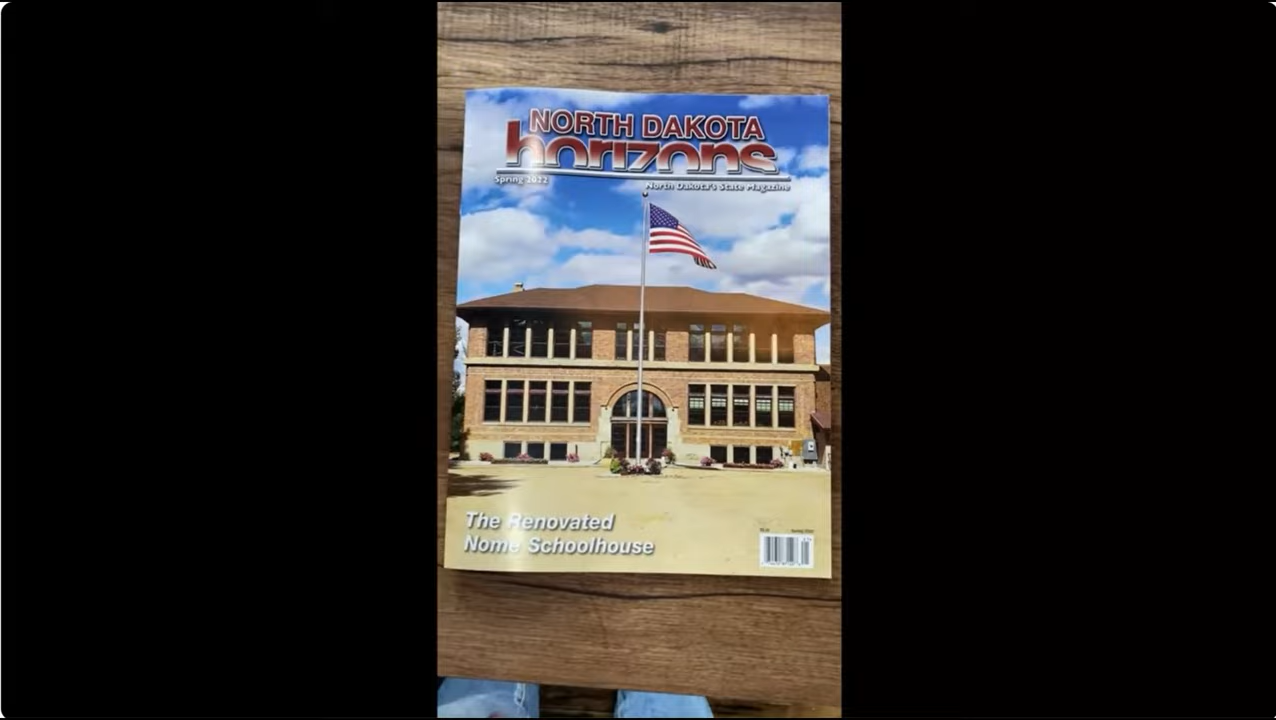 NORTH DAKOTA
horizons
Spring 2022
North Dakota's State Magazine
The Renovated
Nome Schoolhouse